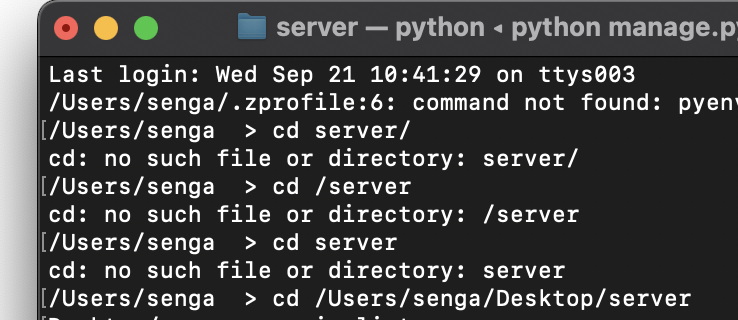 server — python ◂ python manage.py
Last login: Wed Sep 21 10:41:29 on ttys003
/Users/senga/.zprofile:6: command not found: pyenv
[/Users/senga  > cd server/
cd: no such file or directory: server/
[/Users/senga  > cd /server
cd: no such file or directory: /server
[/Users/senga  > cd server
cd: no such file or directory: server
[/Users/senga  > cd /Users/senga/Desktop/server